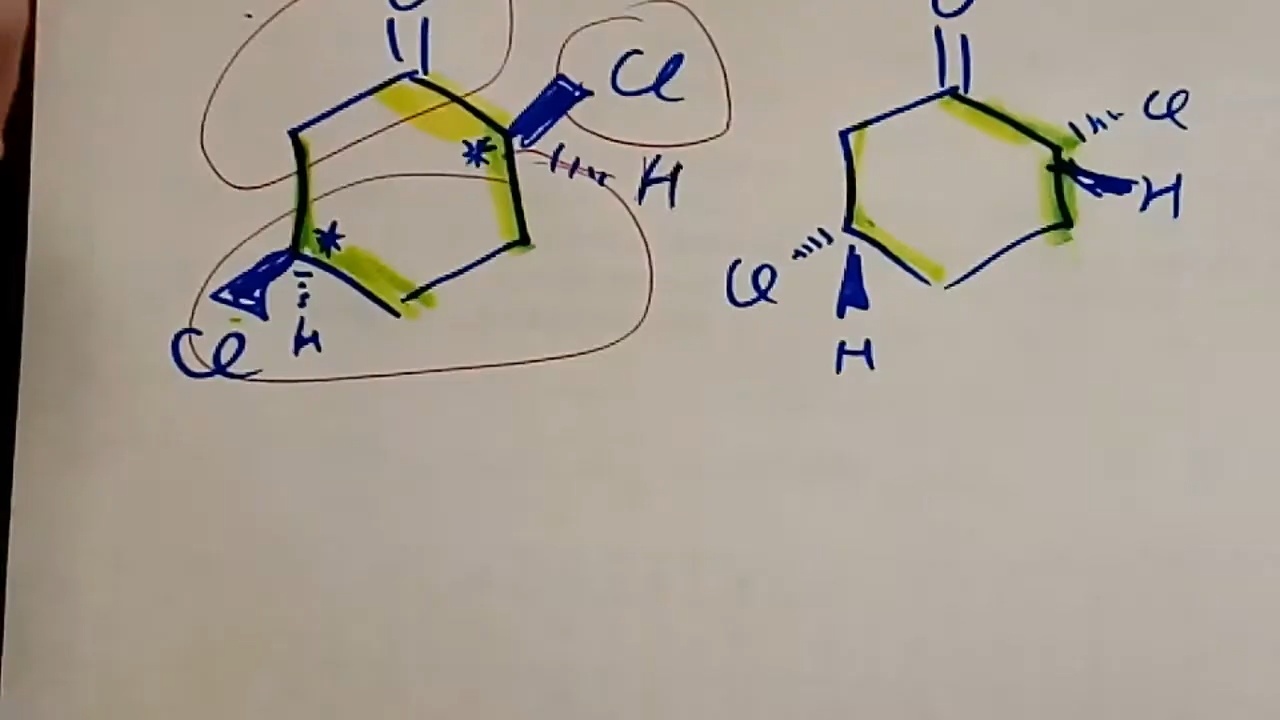 O O
Cl Cl
* H H
*
Cl H Cl
H